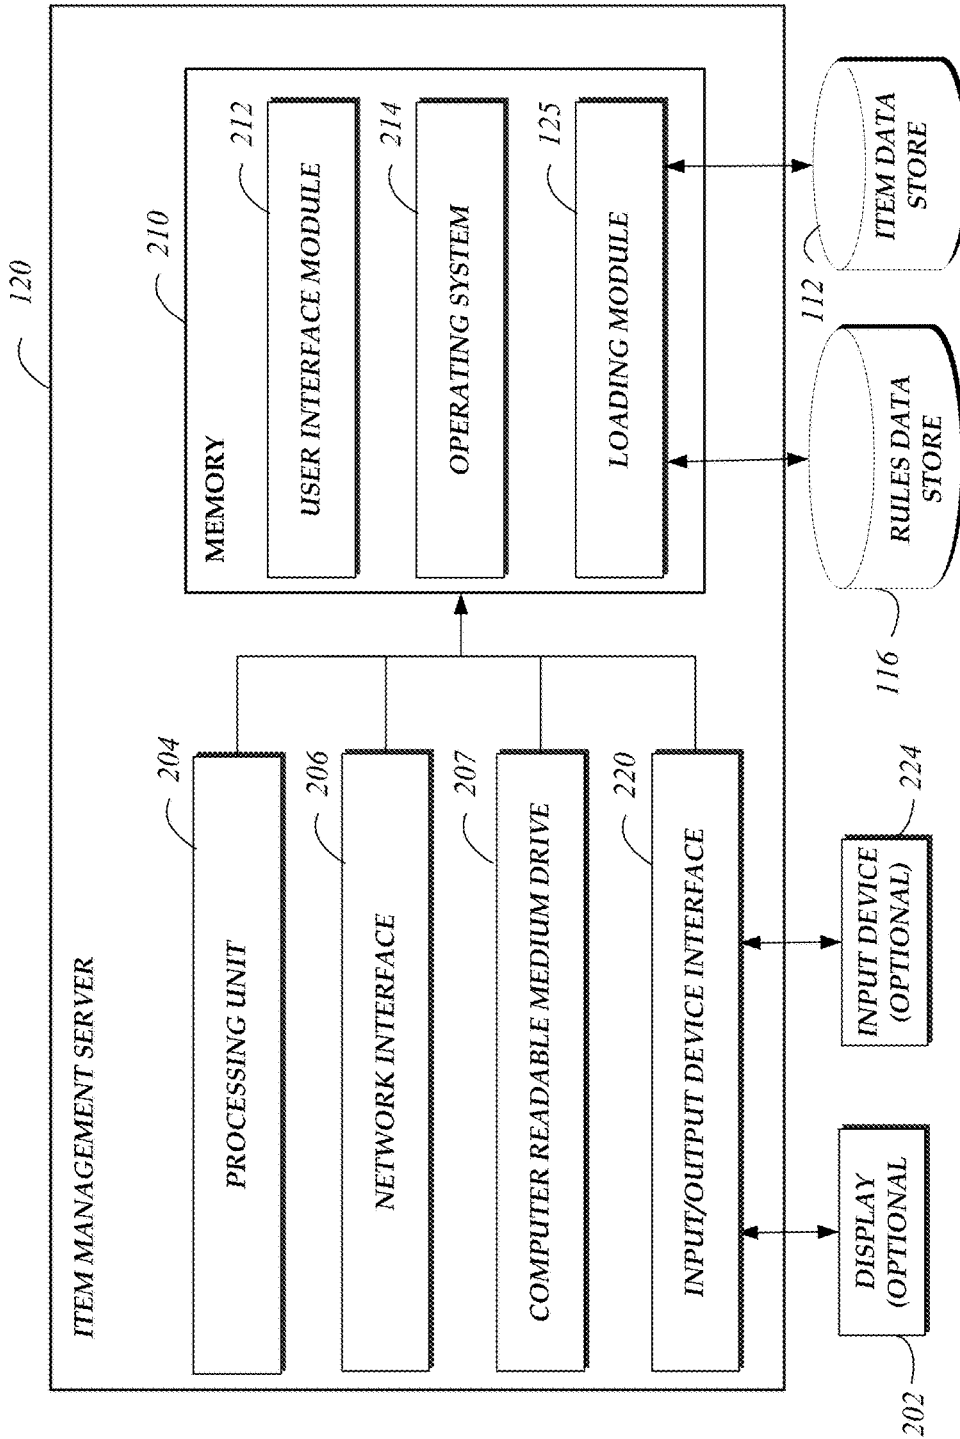 120
ITEM MANAGEMENT SERVER
204
PROCESSING UNIT
206
NETWORK INTERFACE
207
COMPUTER READABLE MEDIUM DRIVE
220
INPUT/OUTPUT DEVICE INTERFACE
210
MEMORY
212
USER INTERFACE MODULE
214
OPERATING SYSTEM
125
LOADING MODULE
202
DISPLAY
(OPTIONAL
INPUT DEVICE
(OPTIONAL)
224
116
RULES DATA
STORE
112
ITEM DATA
STORE